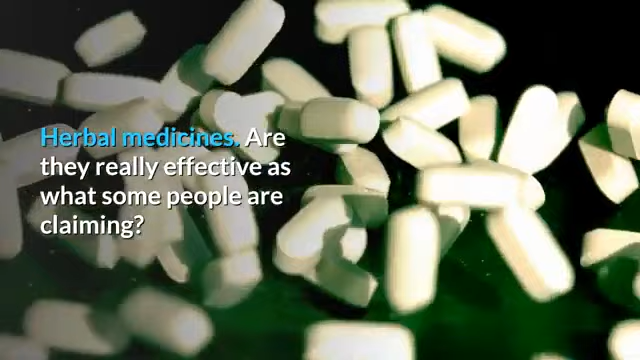 Herbal medicines. Are
they really effective as
what some people are
claiming?